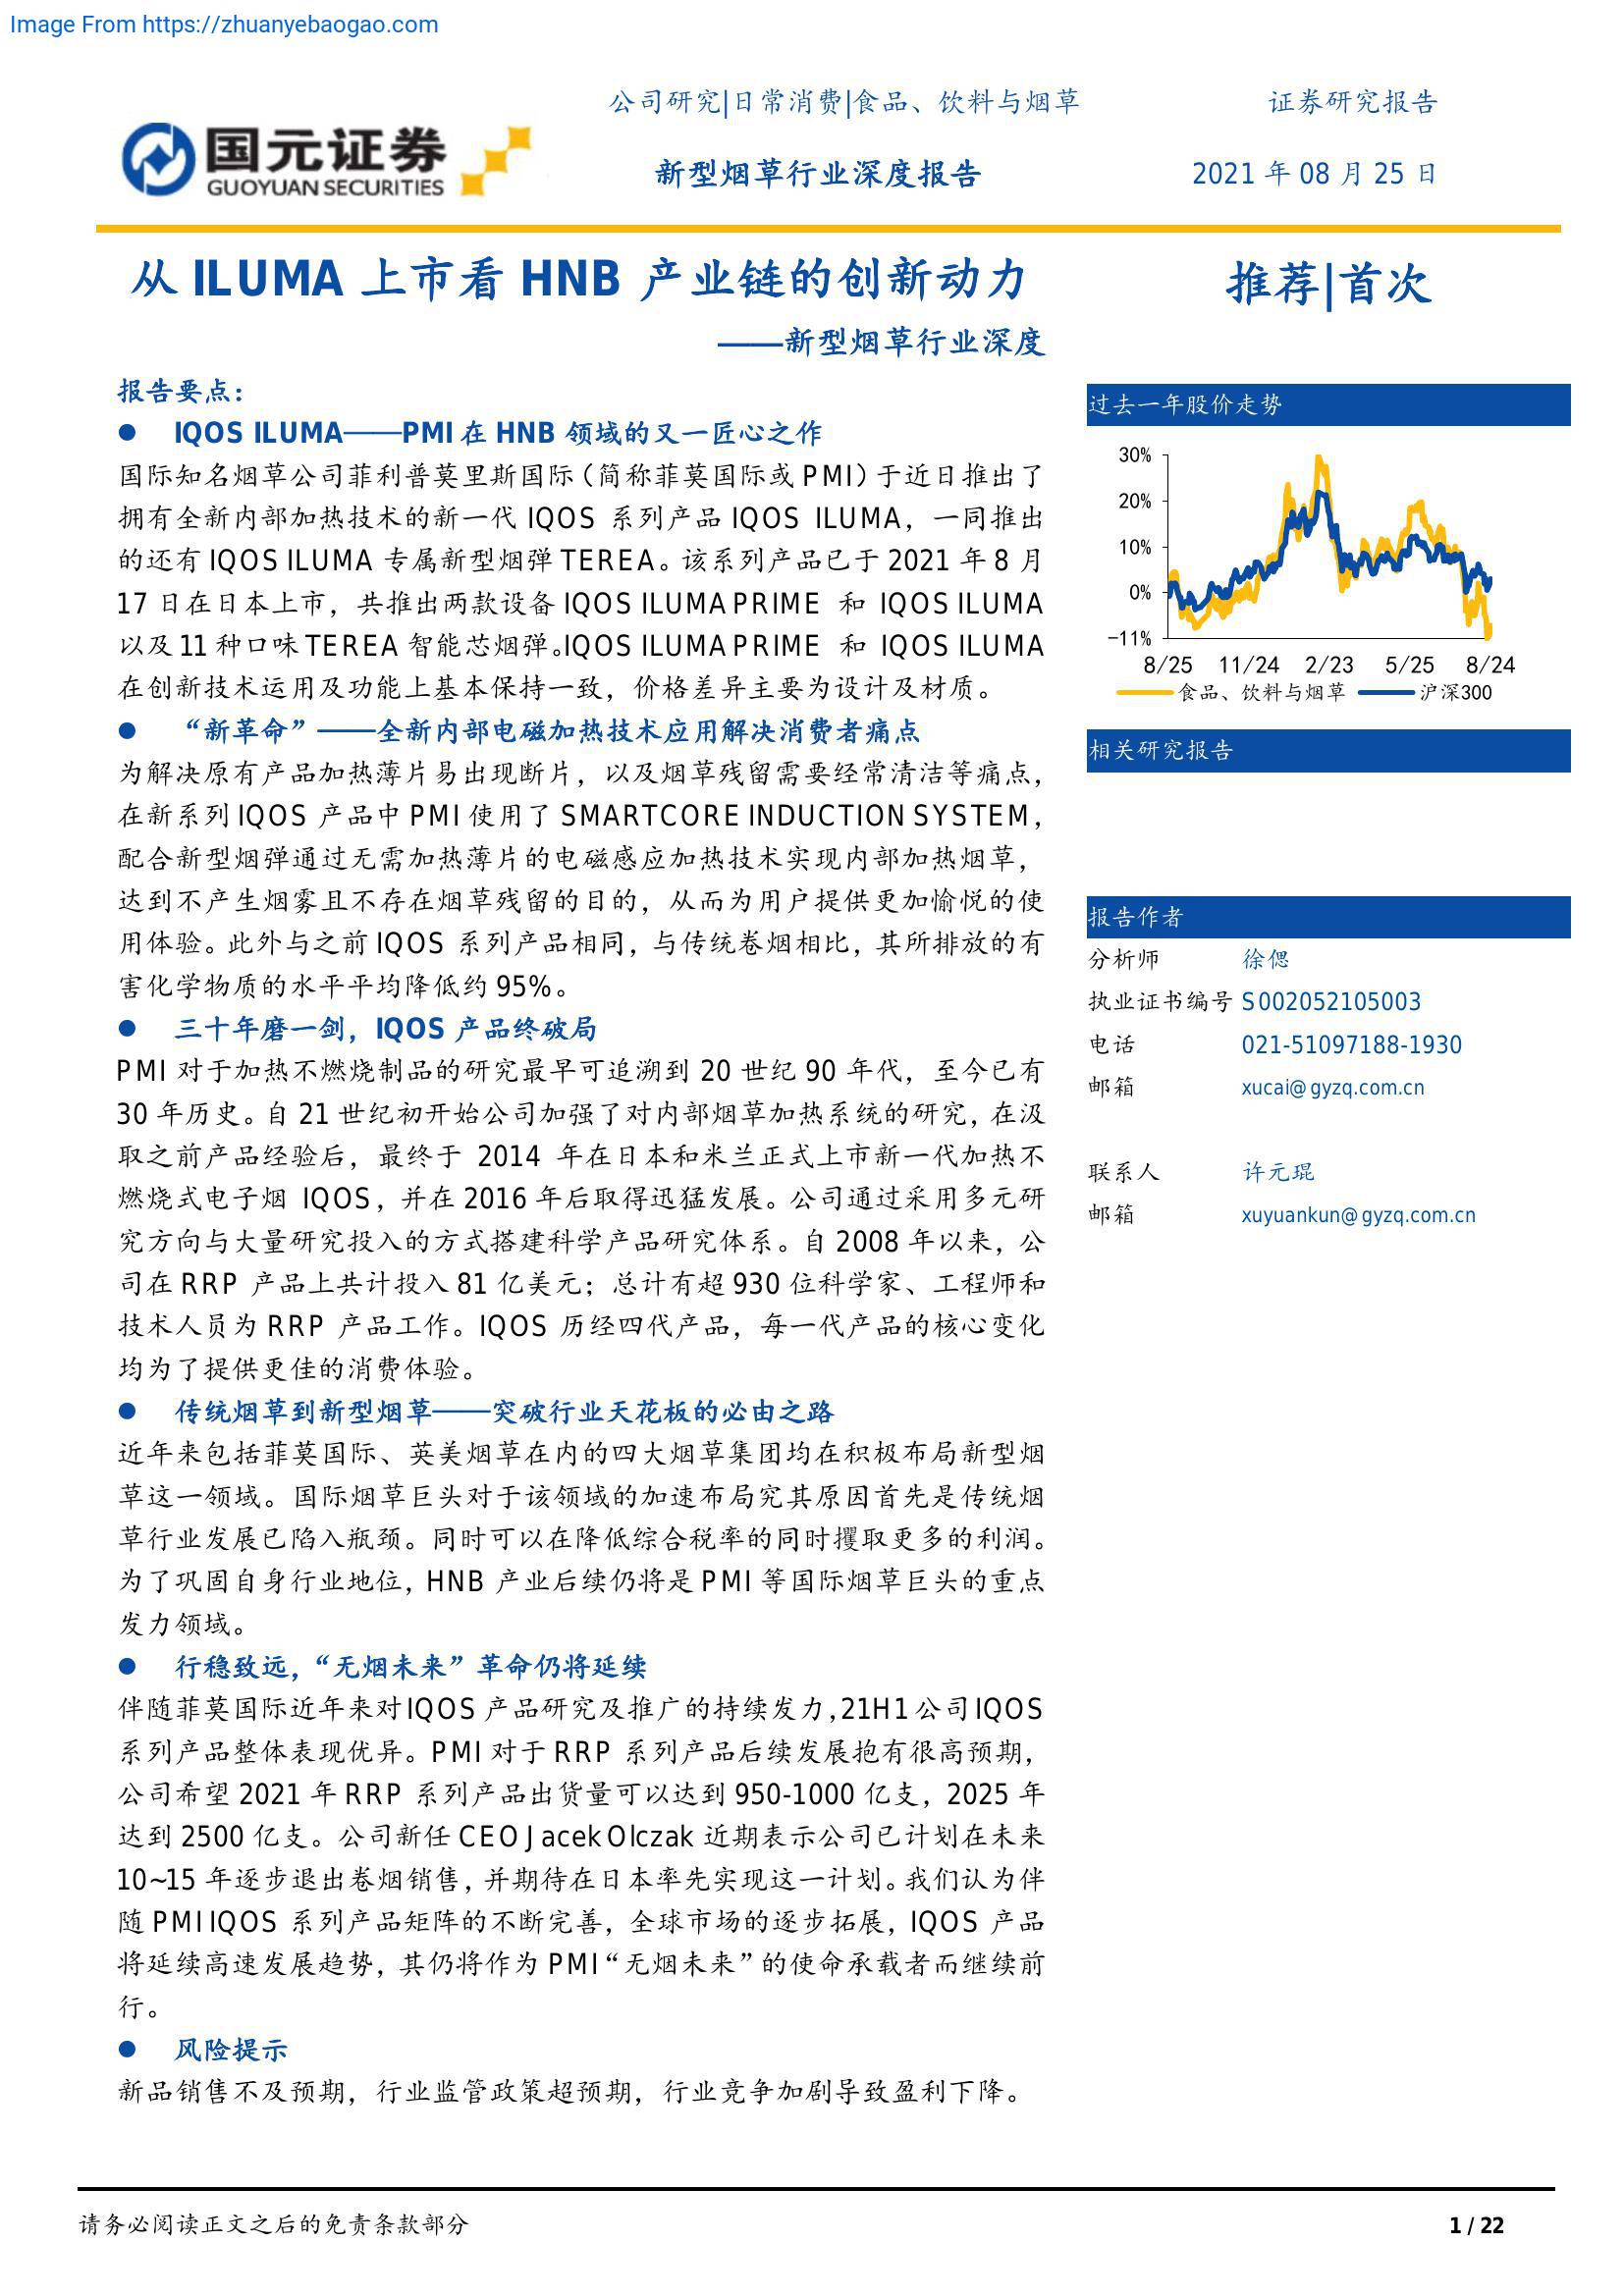 Image From https://zhuanyebaogao.com
公司研究|日常消费|食品、饮料与烟草
证券研究报告
国元证券
GUOYUAN SECURITIES
新型烟草行业深度报告
2021 年 08 月 25 日
从 ILUMA 上市看 HNB 产业链的创新动力
推荐|首次
——新型烟草行业深度
报告要点：
● IQOS ILUMA——PMI 在 HNB 领域的又一匠心之作
国际知名烟草公司菲利普莫里斯国际（简称菲莫国际或 PMI）于近日推出了
拥有全新内部加热技术的新一代 IQOS 系列产品 IQOS ILUMA，一同推出
的还有 IQOS ILUMA 专属新型烟弹 TEREA。该系列产品已于 2021 年 8 月
17 日在日本上市，共推出两款设备 IQOS ILUMA PRIME 和 IQOS ILUMA
以及 11 种口味 TEREA 智能芯烟弹。IQOS ILUMA PRIME 和 IQOS ILUMA
在创新技术运用及功能上基本保持一致，价格差异主要为设计及材质。
● “新革命”——全新内部电磁加热技术应用解决消费者痛点
为解决原有产品加热薄片易出现断片，以及烟草残留需要经常清洁等痛点，
在新系列 IQOS 产品中 PMI 使用了 SMARTCORE INDUCTION SYSTEM，
配合新型烟弹通过无需加热薄片的电磁感应加热技术实现内部加热烟草，
达到不产生烟雾且不存在烟草残留的目的，从而为用户提供更加愉悦的使
用体验。此外与之前 IQOS 系列产品相同，与传统卷烟相比，其所排放的有
害化学物质的水平平均降低约 95%。
● 三十年磨一剑，IQOS 产品终破局
PMI 对于加热不燃烧制品的研究最早可追溯到 20 世纪 90 年代，至今已有
30 年历史。自 21 世纪初开始公司加强了对内部烟草加热系统的研究，在汲
取之前产品经验后，最终于 2014 年在日本和米兰正式上市新一代加热不
燃烧式电子烟 IQOS，并在 2016 年后取得迅猛发展。公司通过采用多元研
究方向与大量研究投入的方式搭建科学产品研究体系。自 2008 年以来，公
司在 RRP 产品上共计投入 81 亿美元；总计有超 930 位科学家、工程师和
技术人员为 RRP 产品工作。IQOS 历经四代产品，每一代产品的核心变化
均为了提供更佳的消费体验。
● 传统烟草到新型烟草——突破行业天花板的必由之路
近年来包括菲莫国际、英美烟草在内的四大烟草集团均在积极布局新型烟
草这一领域。国际烟草巨头对于该领域的加速布局究其原因首先是传统烟
草行业发展已陷入瓶颈。同时可以在降低综合税率的同时攫取更多的利润。
为了巩固自身行业地位，HNB 产业后续仍将是 PMI 等国际烟草巨头的重点
发力领域。
● 行稳致远，“无烟未来”革命仍将延续
伴随菲莫国际近年来对 IQOS 产品研究及推广的持续发力，21H1 公司 IQOS
系列产品整体表现优异。PMI 对于 RRP 系列产品后续发展抱有很高预期，
公司希望 2021 年 RRP 系列产品出货量可以达到 950-1000 亿支，2025 年
达到 2500 亿支。公司新任 CEO Jacek Olczak 近期表示公司已计划在未来
10~15 年逐步退出卷烟销售，并期待在日本率先实现这一计划。我们认为伴
随 PMI IQOS 系列产品矩阵的不断完善，全球市场的逐步拓展，IQOS 产品
将延续高速发展趋势，其仍将作为 PMI“无烟未来”的使命承载者而继续前
行。
● 风险提示
新品销售不及预期，行业监管政策超预期，行业竞争加剧导致盈利下降。
过去一年股价走势
30%
20%
10%
0%
-11%
8/25 11/24 2/23 5/25 8/24
食品、饮料与烟草 沪深300
相关研究报告
报告作者
分析师 徐偲
执业证书编号 S002052105003
电话 021-51097188-1930
邮箱 xucai@gyzq.com.cn
联系人 许元琨
邮箱 xuyuankun@gyzq.com.cn
请务必阅读正文之后的免责条款部分
1 / 22